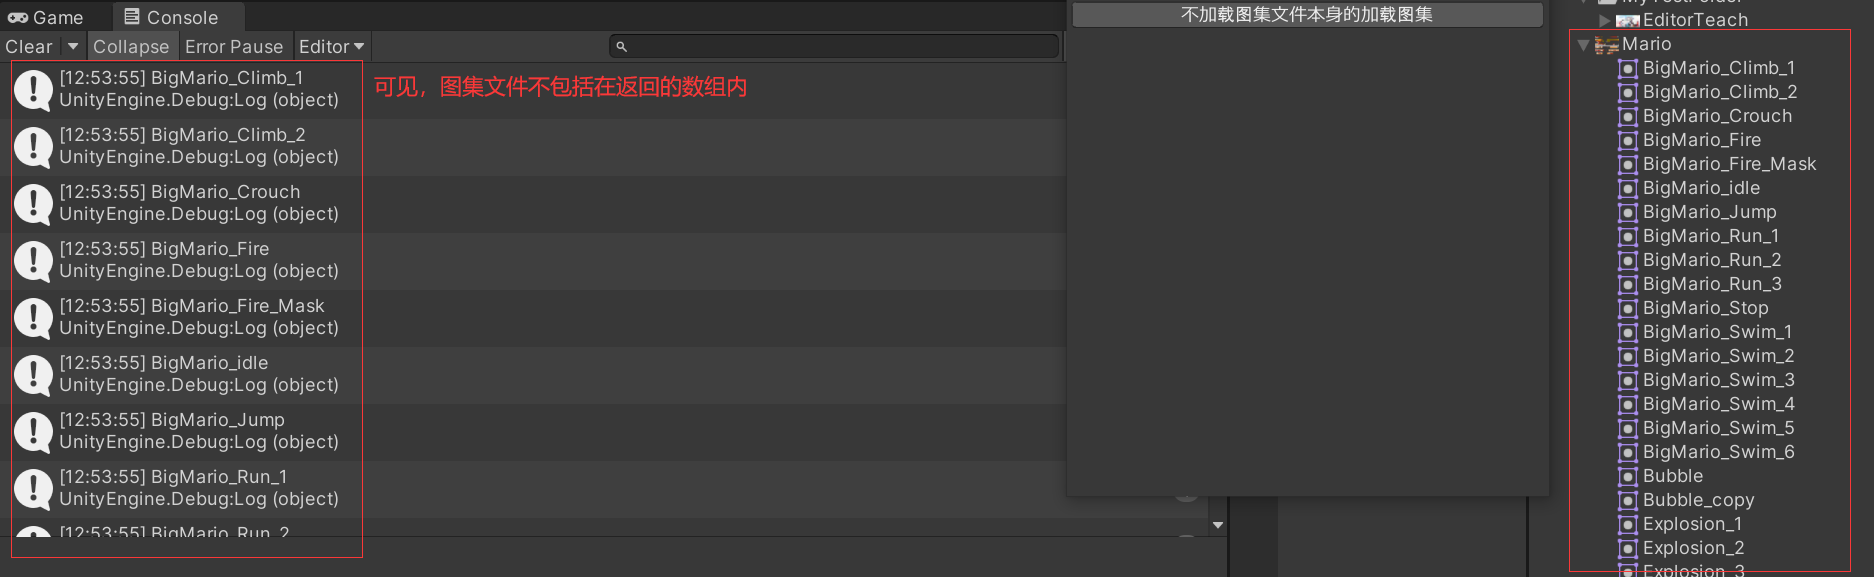 Game
Console
Clear
Collapse
Error Pause
Editor
[12:53:55] BigMario_Climb_1
UnityEngine.Debug:Log (object)
可见，图集文件不包括在返回的数组内
[12:53:55] BigMario_Climb_2
UnityEngine.Debug:Log (object)
[12:53:55] BigMario_Crouch
UnityEngine.Debug:Log (object)
[12:53:55] BigMario_Fire
UnityEngine.Debug:Log (object)
[12:53:55] BigMario_Fire_Mask
UnityEngine.Debug:Log (object)
[12:53:55] BigMario_idle
UnityEngine.Debug:Log (object)
[12:53:55] BigMario_Jump
UnityEngine.Debug:Log (object)
[12:53:55] BigMario_Run_1
UnityEngine.Debug:Log (object)
[12:53:55] BigMario_Run_2
不加载图集文件本身的加载图集
MyTestFolder
EditorTeach
Mario
BigMario_Climb_1
BigMario_Climb_2
BigMario_Crouch
BigMario_Fire
BigMario_Fire_Mask
BigMario_idle
BigMario_Jump
BigMario_Run_1
BigMario_Run_2
BigMario_Run_3
BigMario_Stop
BigMario_Swim_1
BigMario_Swim_2
BigMario_Swim_3
BigMario_Swim_4
BigMario_Swim_5
BigMario_Swim_6
Bubble
Bubble_copy
Explosion_1
Explosion_2
Explosion_3